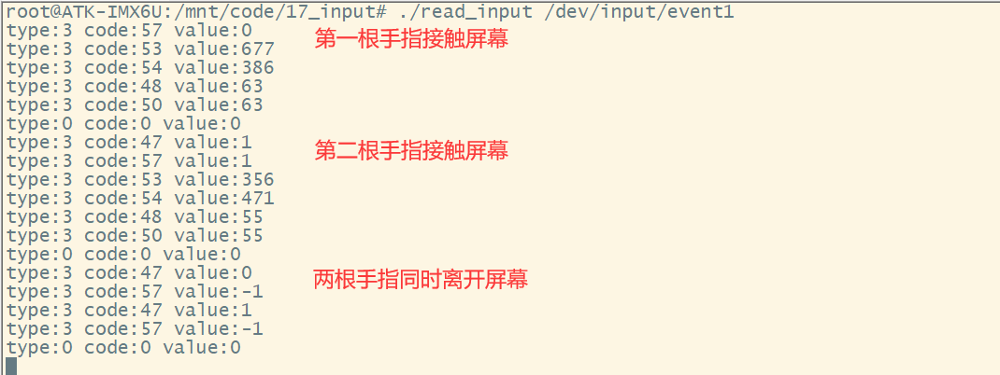 root@ATK-IMX6U:/mnt/code/17_input# ./read_input /dev/input/event1
type:3 code:57 value:0
第一根手指接触屏幕
type:3 code:53 value:677
type:3 code:54 value:386
type:3 code:48 value:63
type:3 code:50 value:63
type:0 code:0 value:0
type:3 code:47 value:1
第二根手指接触屏幕
type:3 code:57 value:1
type:3 code:53 value:356
type:3 code:54 value:471
type:3 code:48 value:55
type:3 code:50 value:55
type:0 code:0 value:0
type:3 code:47 value:0
两根手指同时离开屏幕
type:3 code:57 value:-1
type:3 code:47 value:1
type:3 code:57 value:-1
type:0 code:0 value:0